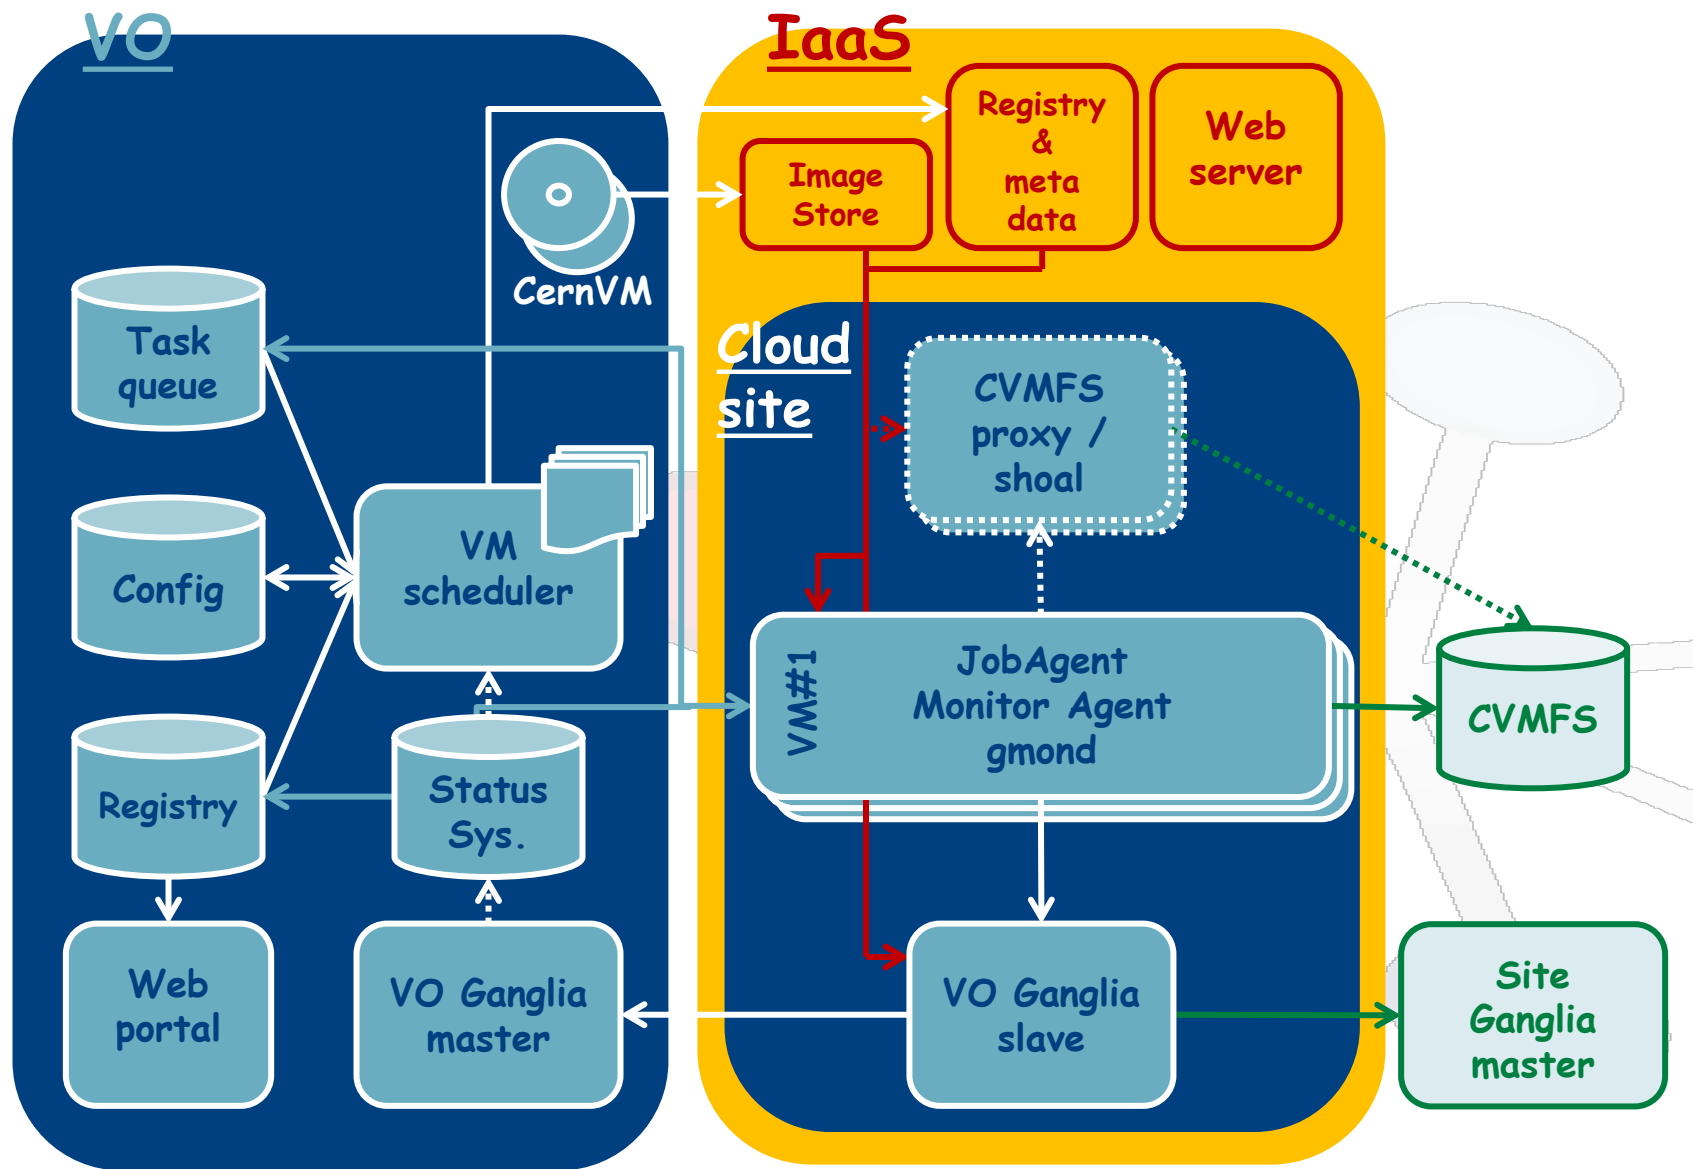 VO
IaaS
Registry
&
meta
data
Web
server
Image
Store
CernVM
Task
queue
Cloud
site
CVMFS
proxy /
shoal
VM
scheduler
Config
VM#1
JobAgent
Monitor Agent
gmond
CVMFS
Registry
Status
Sys.
Web
portal
VO Ganglia
master
VO Ganglia
slave
Site
Ganglia
master